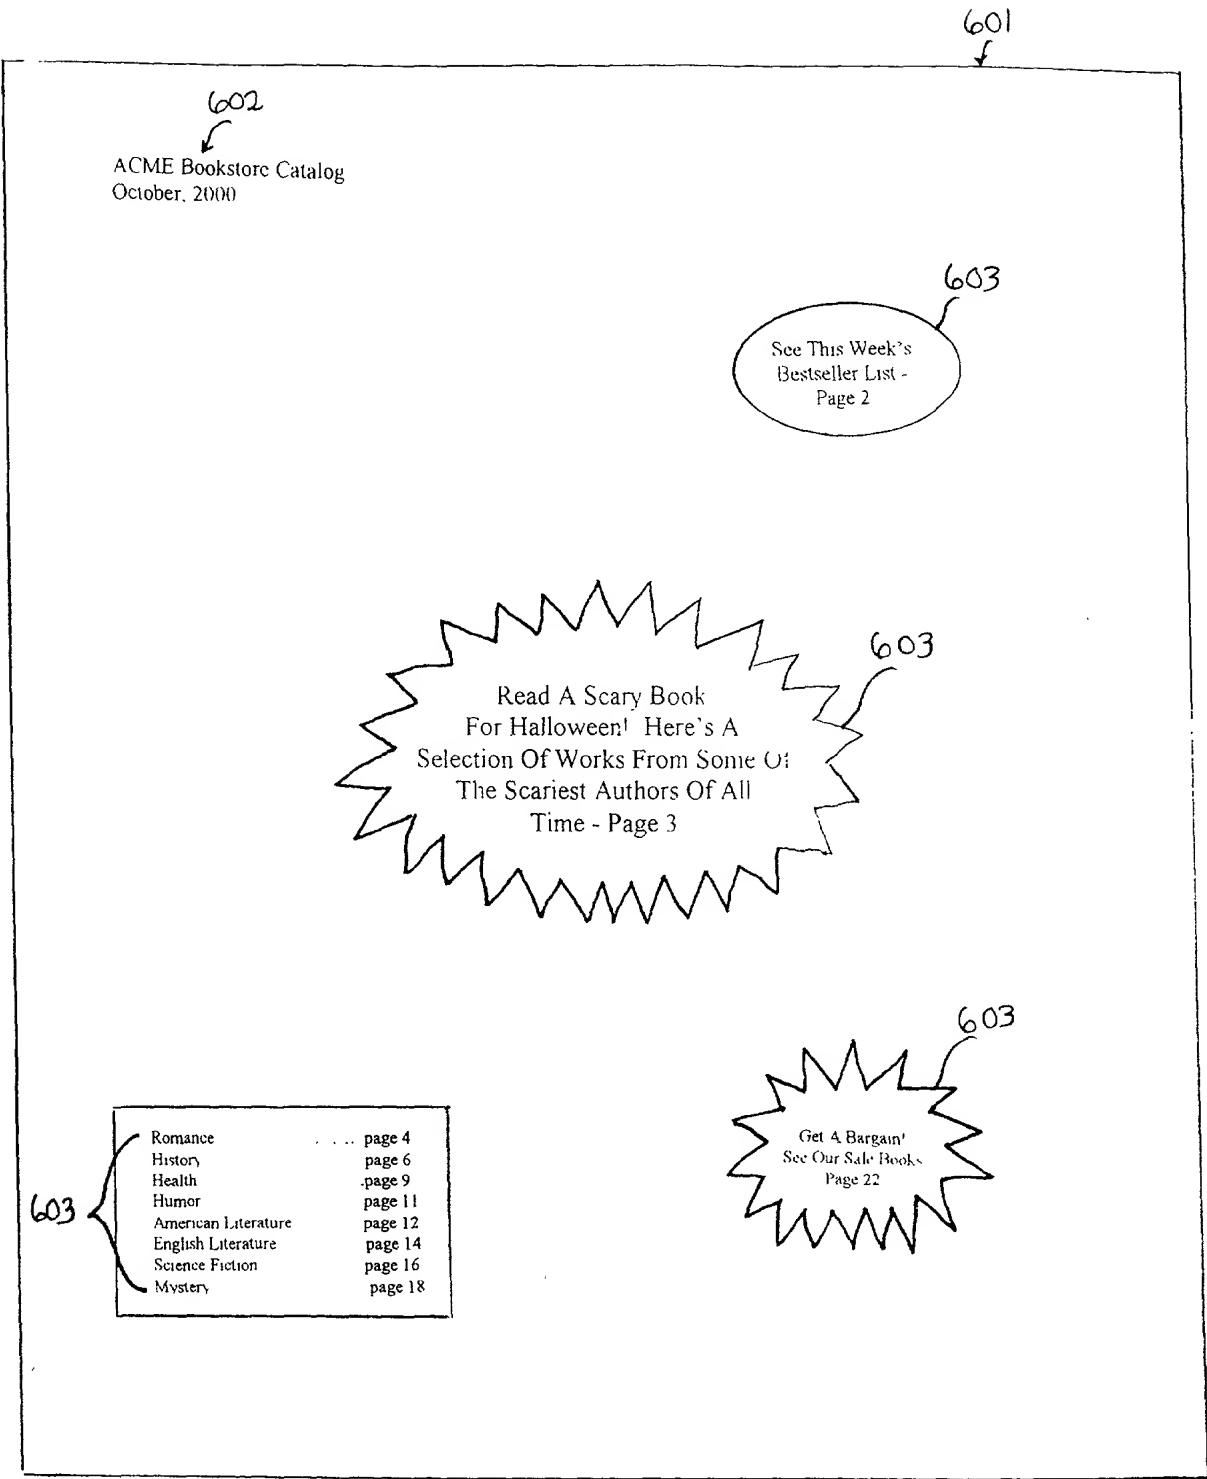 601
602
ACME Bookstore Catalog
October, 2000
603
See This Week's
Bestseller List -
Page 2
603
Read A Scary Book
For Halloween! Here's A
Selection Of Works From Some Of
The Scariest Authors Of All
Time - Page 3
603
Get A Bargain!
See Our Sale Books
Page 22
603
Romance . . . . page 4
History page 6
Health .page 9
Humor page 11
American Literature page 12
English Literature page 14
Science Fiction page 16
Mystery page 18